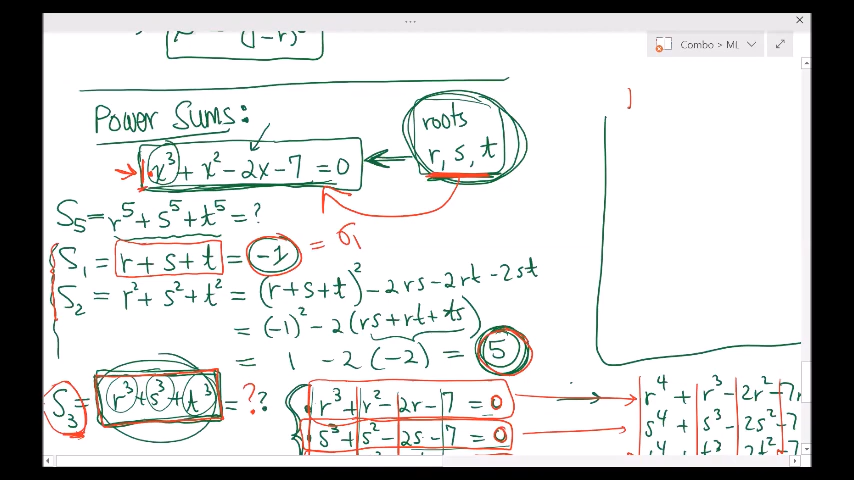 Combo > ML
(1-r)²
Power Sums:
roots
r, s, t
1·x³ + x² - 2x - 7 = 0
S₅ = r⁵ + s⁵ + t⁵ = ?
S₁ = r + s + t = -1 = σ₁
S₂ = r² + s² + t² = (r + s + t)² - 2rs - 2rt - 2st
= (-1)² - 2(rs + rt + ts)
= 1 - 2(-2) = 5
S₃ = r³ + s³ + t³ = ??
r³ + r² - 2r - 7 = 0
s³ + s² - 2s - 7 = 0
r⁴ + r³ - 2r² - 7r
s⁴ + s³ - 2s² - 7